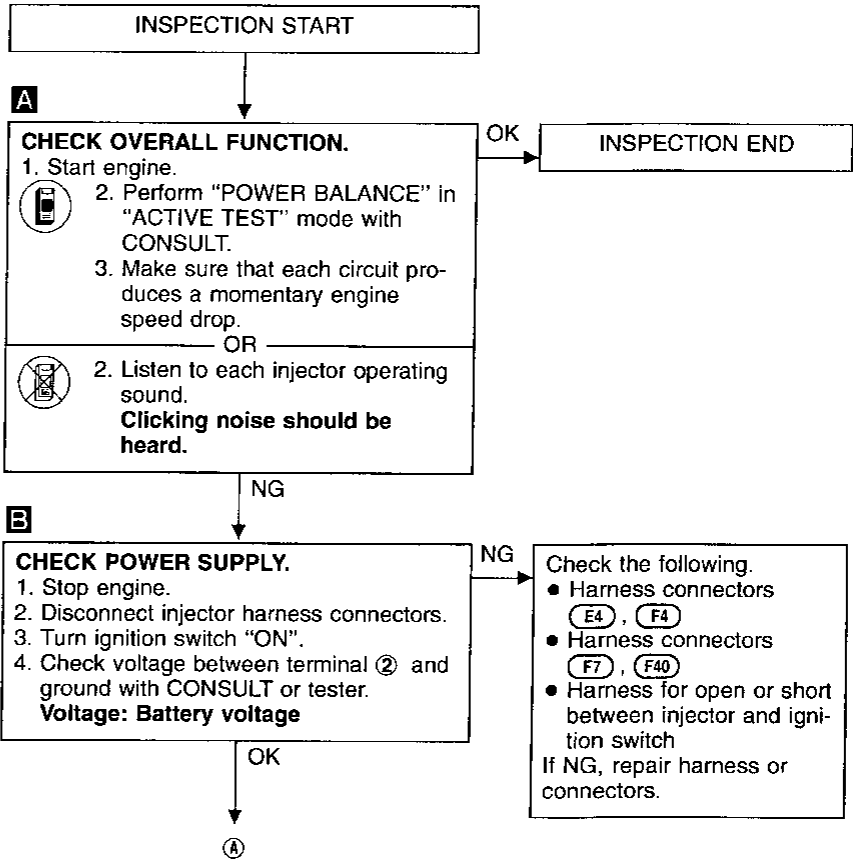 INSPECTION START
A
CHECK OVERALL FUNCTION.
1. Start engine.
2. Perform “POWER BALANCE” in
“ACTIVE TEST” mode with
CONSULT.
3. Make sure that each circuit pro-
duces a momentary engine
speed drop.
OR
2. Listen to each injector operating
sound.
Clicking noise should be
heard.
OK
INSPECTION END
NG
B
CHECK POWER SUPPLY.
1. Stop engine.
2. Disconnect injector harness connectors.
3. Turn ignition switch “ON”.
4. Check voltage between terminal ② and
ground with CONSULT or tester.
Voltage: Battery voltage
NG
Check the following.
● Harness connectors
E4 , F4
● Harness connectors
F7 , F40
● Harness for open or short
between injector and igni-
tion switch
If NG, repair harness or
connectors.
OK
Ⓐ